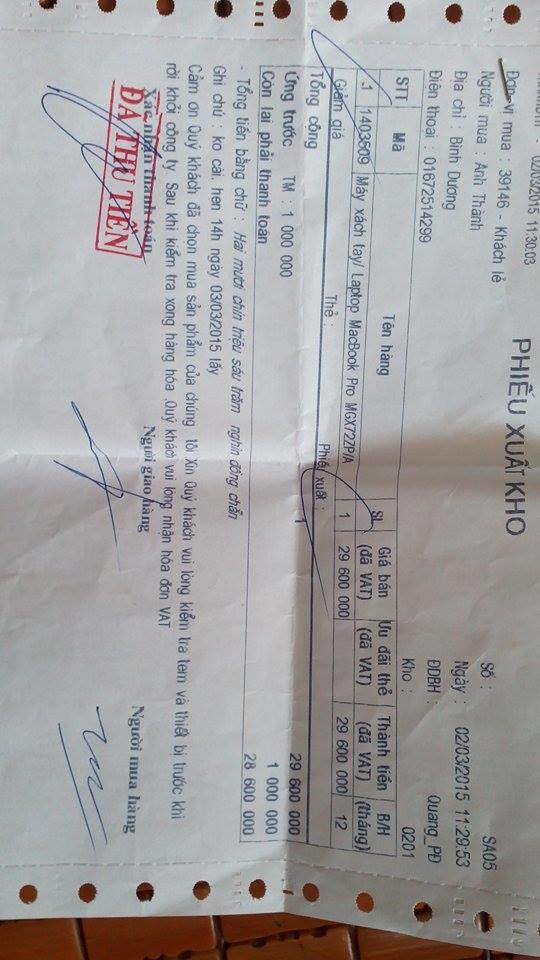 02/03/2015 11:30:03
PHIẾU XUẤT KHO
Số : SA05
Đơn vị mua : 39146 - Khách lẻ
Ngày : 02/03/2015 11:29:53
Người mua : Anh Thành
ĐDBH : Quang_PĐ
Địa chỉ : Bình Dương
Kho : 0201
Điện thoại : 01672514299
STT Mã Tên hàng SL Giá bán (đã VAT) Ưu đãi thẻ (đã VAT) Thành tiền (đã VAT) B/H (tháng)
1 1403509 Máy xách tay/ Laptop MacBook Pro MGX72ZP/A 1 29 600 000 29 600 000 12
Giảm giá Thẻ : Phiếu xuất :
Tổng cộng 29 600 000
Ứng trước TM : 1 000 000 1 000 000
Còn lại phải thanh toán 28 600 000
- Tổng tiền bằng chữ : Hai mươi chín triệu sáu trăm nghìn đồng chẵn
Ghi chú : ko cài, hẹn 14h ngày 03/03/2015 lấy
Cảm ơn Quý khách đã chọn mua sản phẩm của chúng tôi Xin Quý khách vui lòng kiểm tra tem và thiết bị trước khi
rời khỏi công ty Sau khi kiểm tra xong hàng hóa .Quý khách vui lòng nhận hóa đơn VAT
Xác nhận thanh toán Người giao hàng Người mua hàng
ĐÃ THU TIỀN